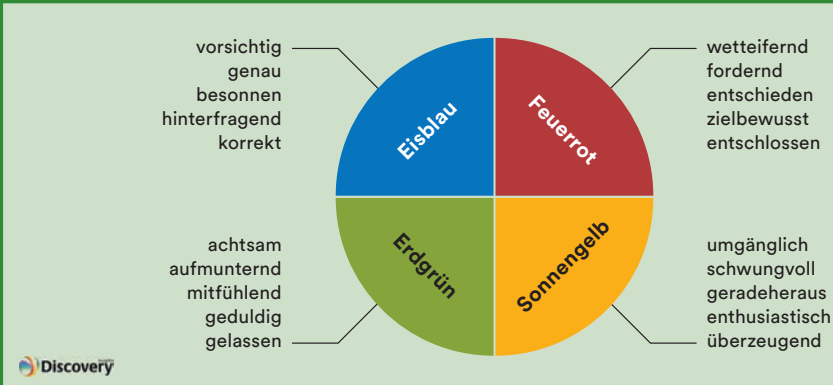 vorsichtig
genau
besonnen
hinterfragend
korrekt
wetteifernd
fordernd
entschieden
zielbewusst
entschlossen
Eisblau
Feuerrot
Erdgrün
Sonnengelb
achtsam
aufmunternd
mitfühlend
geduldig
gelassen
umgänglich
schwungvoll
geradeheraus
enthusiastisch
überzeugend
Discovery